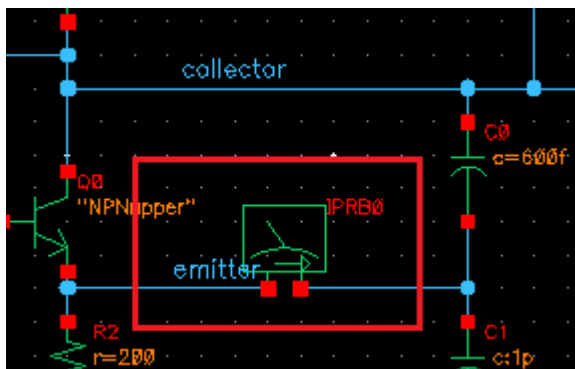 collector
C0
c=600f
Q0
"NPNupper"
IPRB0
emitter
R2
r=200
C1
c:1p